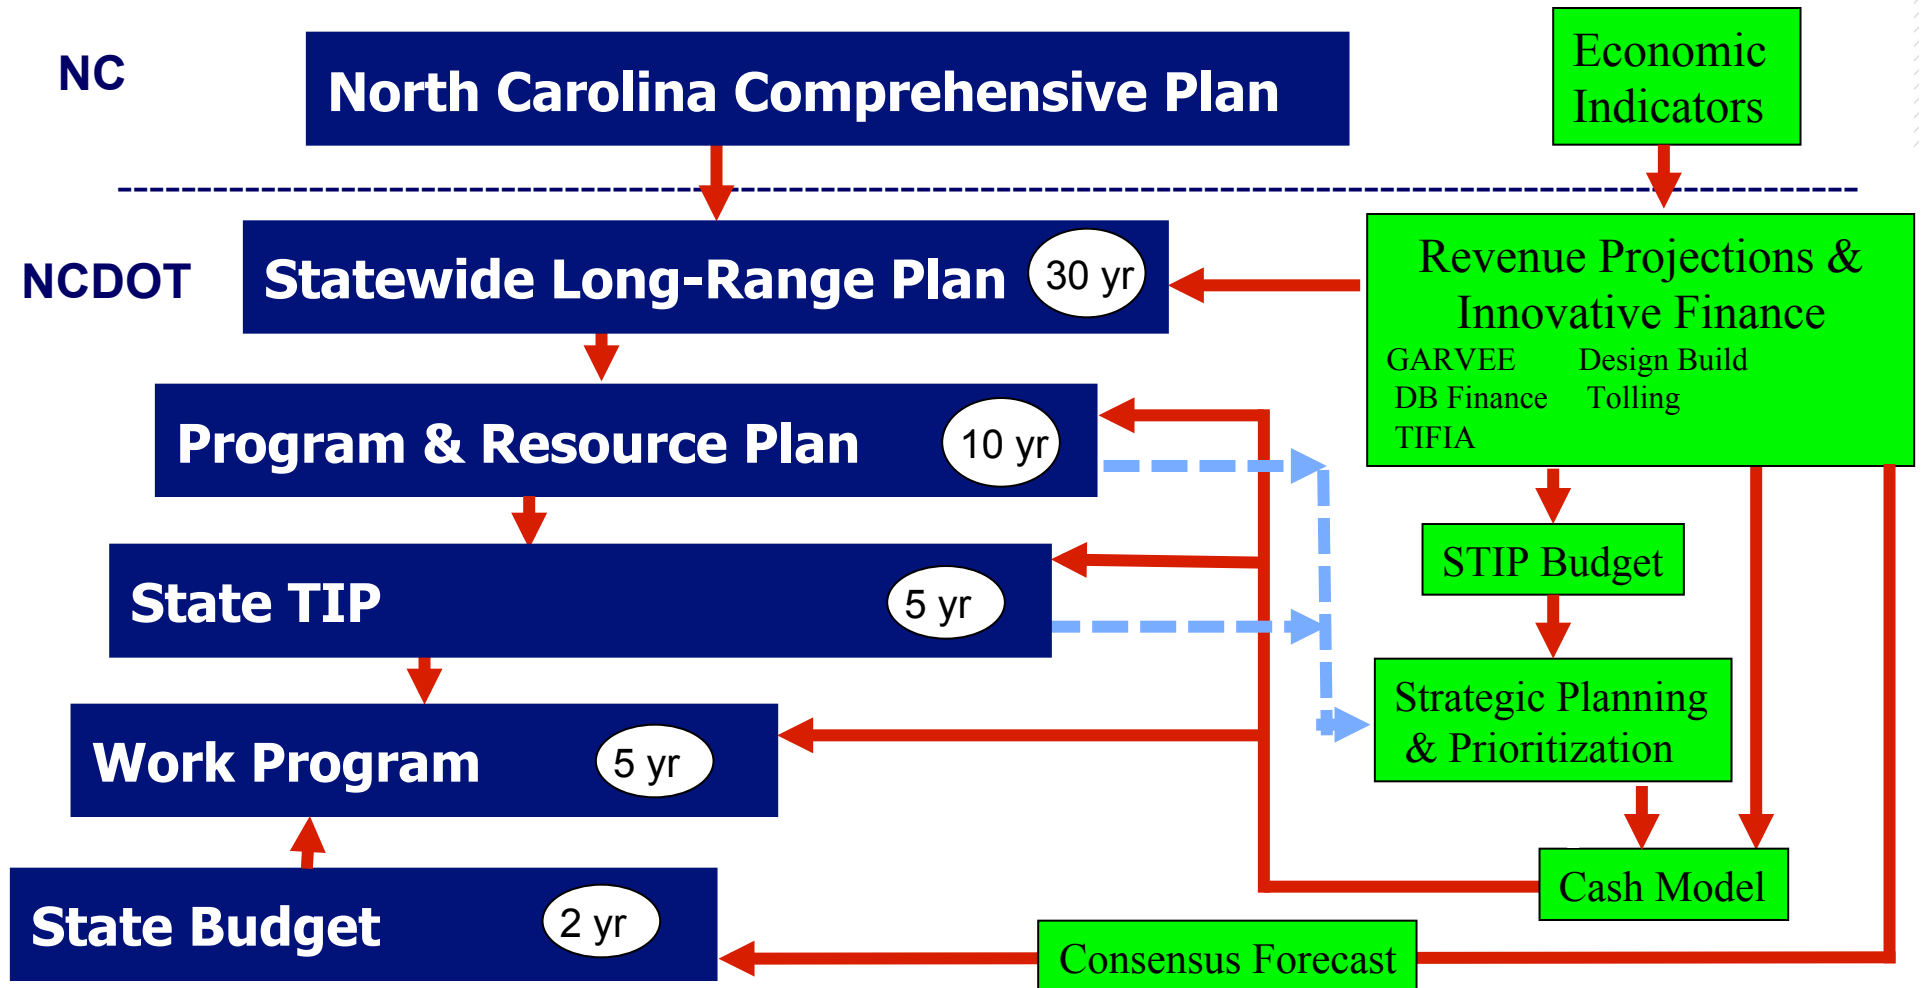 NC
North Carolina Comprehensive Plan
Economic
Indicators
NCDOT
Statewide Long-Range Plan
30 yr
Revenue Projections &
Innovative Finance
GARVEE Design Build
DB Finance Tolling
TIFIA
Program & Resource Plan
10 yr
STIP Budget
State TIP
5 yr
Strategic Planning
& Prioritization
Work Program
5 yr
Cash Model
State Budget
2 yr
Consensus Forecast